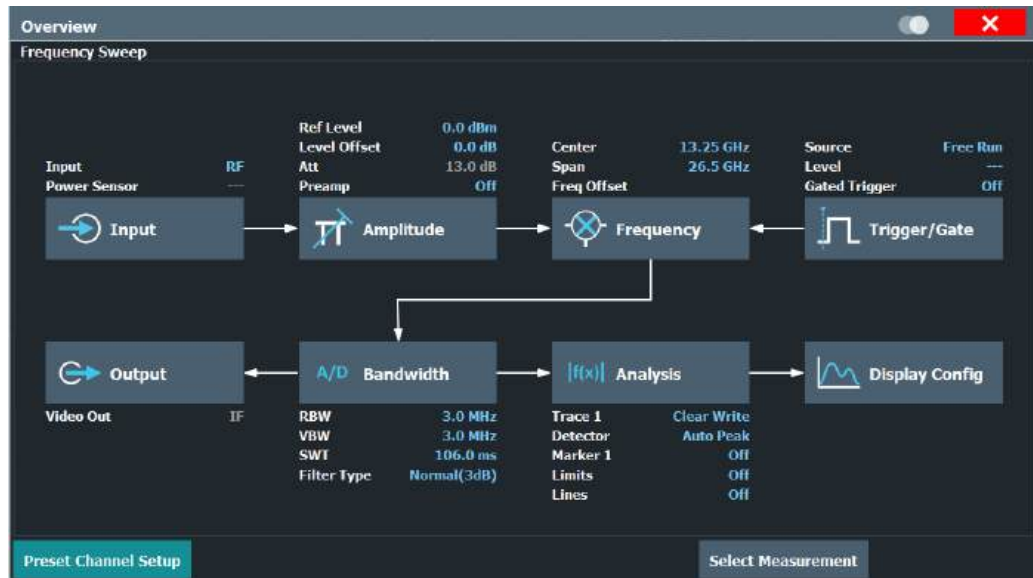 Overview
Frequency Sweep
Input RF
Power Sensor ---
Input
Ref Level 0.0 dBm
Level Offset 0.0 dB
Att 13.0 dB
Preamp Off
Amplitude
Center 13.25 GHz
Span 26.5 GHz
Freq Offset
Frequency
Source Free Run
Level ---
Gated Trigger Off
Trigger/Gate
Output
Video Out IF
A/D Bandwidth
RBW 3.0 MHz
VBW 3.0 MHz
SWT 106.0 ms
Filter Type Normal(3dB)
|f(x)| Analysis
Trace 1 Clear Write
Detector Auto Peak
Marker 1 Off
Limits Off
Lines Off
Display Config
Preset Channel Setup
Select Measurement